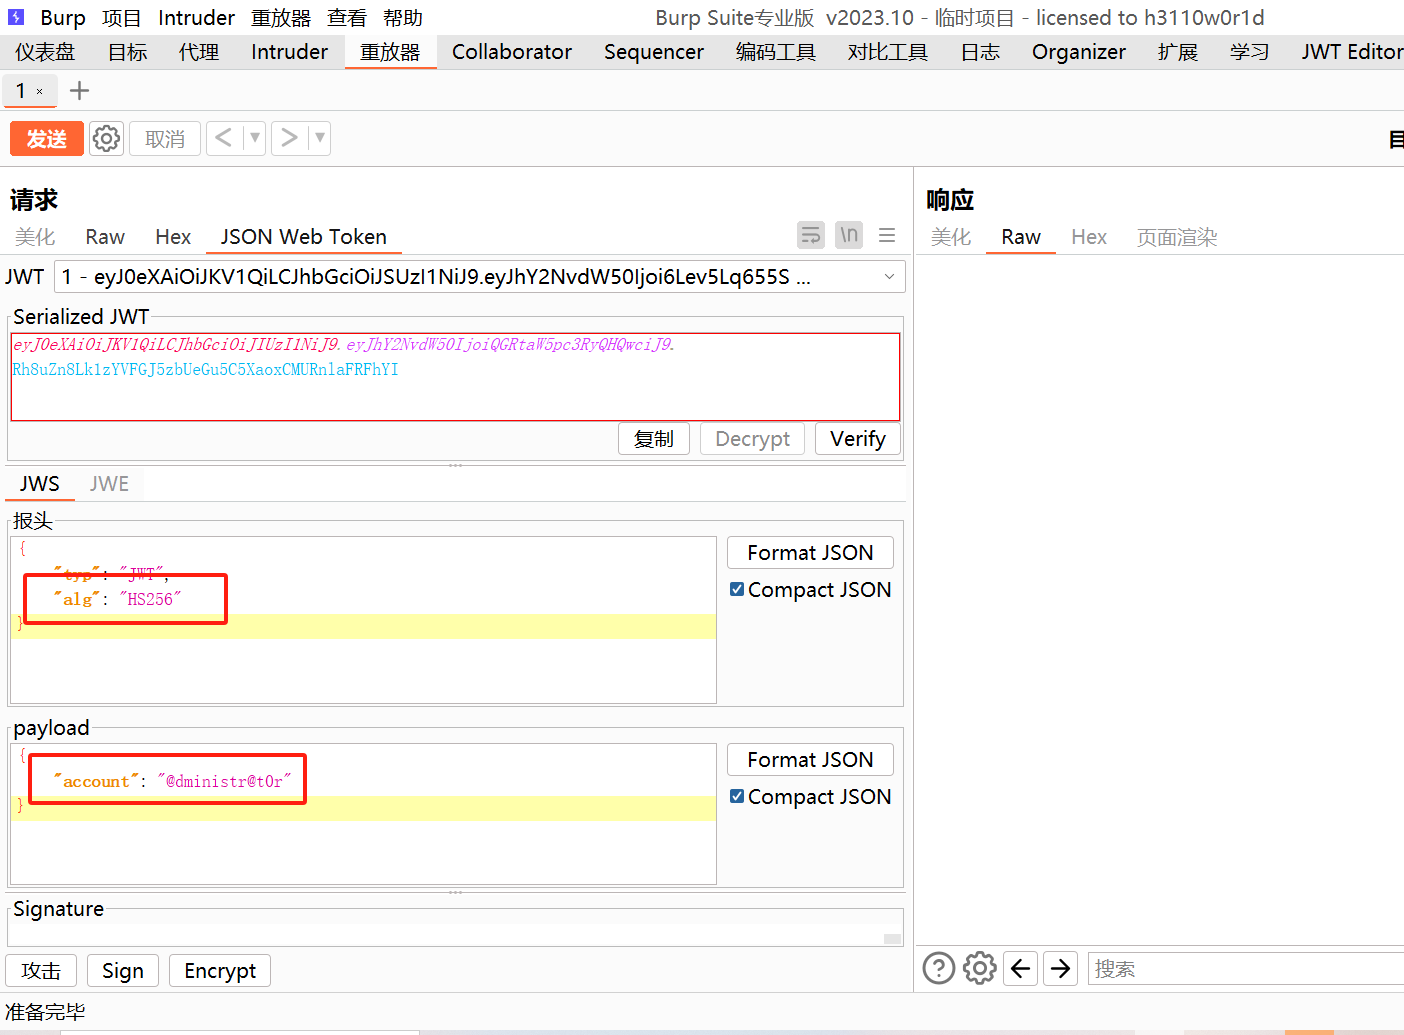 Burp 项目 Intruder 重放器 查看 帮助 Burp Suite专业版 v2023.10 - 临时项目 - licensed to h3110w0r1d
仪表盘 目标 代理 Intruder 重放器 Collaborator Sequencer 编码工具 对比工具 日志 Organizer 扩展 学习 JWT Editor
1 × +
发送 取消 < >
请求
美化 Raw Hex JSON Web Token \n
JWT 1 - eyJ0eXAiOiJKV1QiLCJhbGciOiJSUzI1NiJ9.eyJhY2NvdW50Ijoi6Lev5Lq655S ...
Serialized JWT
eyJ0eXAiOiJKV1QiLCJhbGciOiJIUzI1NiJ9.eyJhY2NvdW50IjoiQGRtaW5pc3RyQHQwciJ9.
Rh8uZn8Lk1zYVFGJ5zbUeGu5C5XaoxCMURnlaFRFhYI
复制 Decrypt Verify
JWS JWE
报头
{
"typ": "JWT",
"alg": "HS256"
}
Format JSON
Compact JSON
payload
{
"account": "@dministr@t0r"
}
Format JSON
Compact JSON
Signature
攻击 Sign Encrypt
准备完毕
响应
美化 Raw Hex 页面渲染
搜索